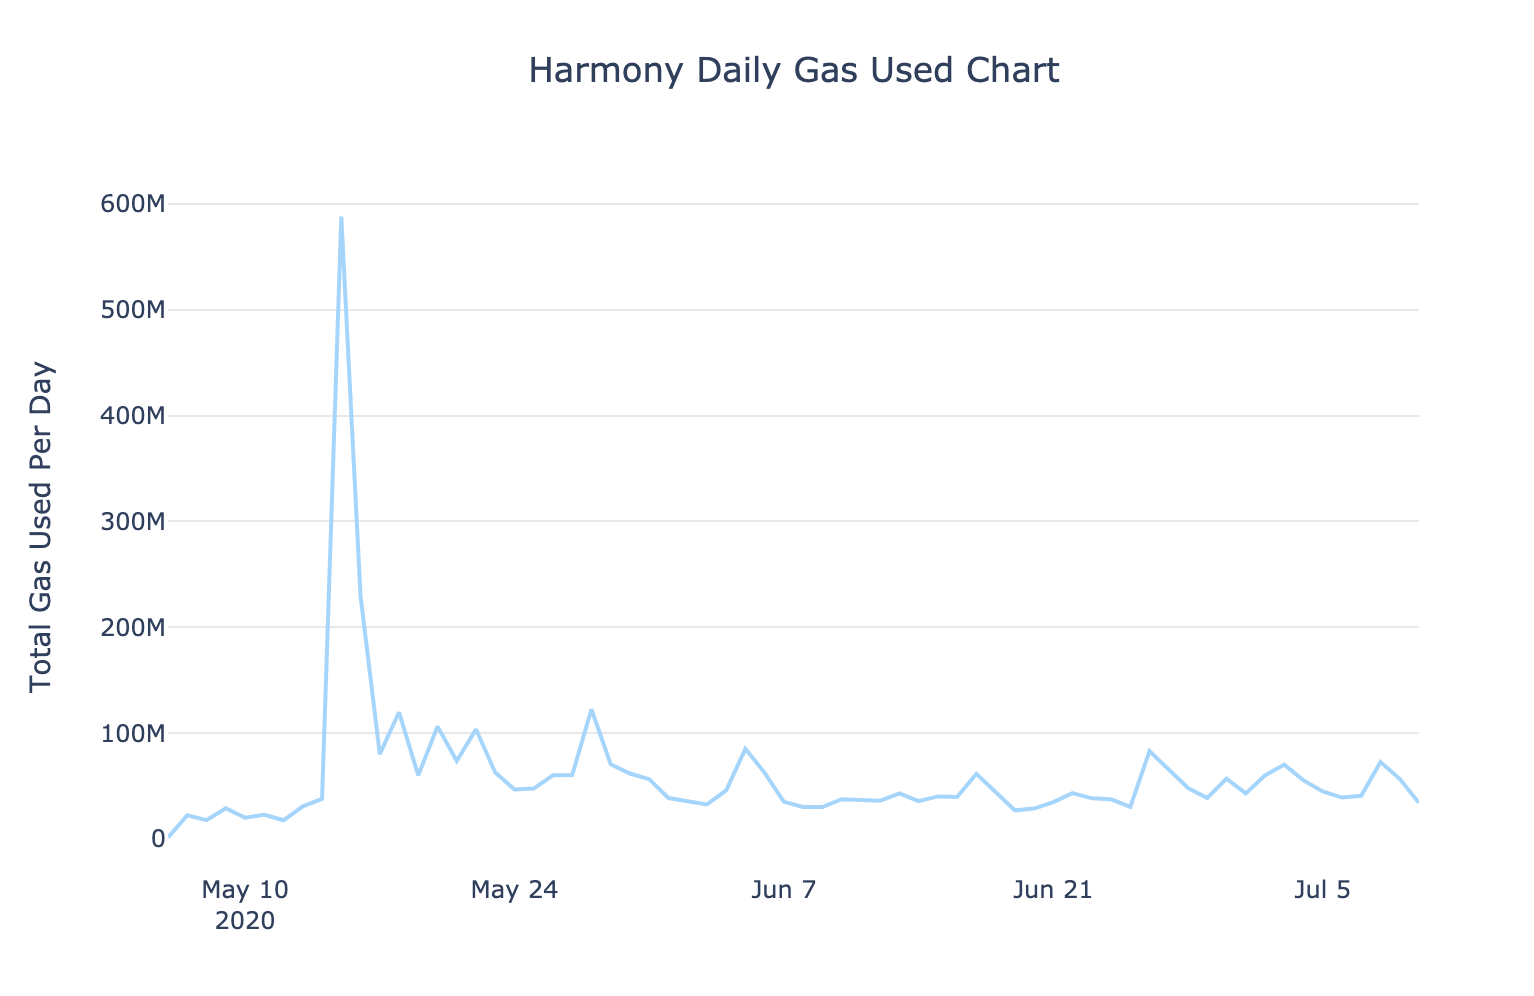 Harmony Daily Gas Used Chart
Total Gas Used Per Day
600M
500M
400M
300M
200M
100M
0
May 10
2020
May 24
Jun 7
Jun 21
Jul 5